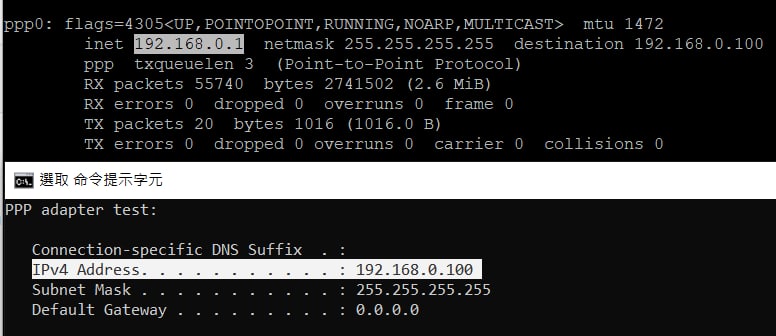 ppp0: flags=4305<UP,POINTOPOINT,RUNNING,NOARP,MULTICAST>  mtu 1472
        inet 192.168.0.1  netmask 255.255.255.255  destination 192.168.0.100
        ppp  txqueuelen 3  (Point-to-Point Protocol)
        RX packets 55740  bytes 2741502 (2.6 MiB)
        RX errors 0  dropped 0  overruns 0  frame 0
        TX packets 20  bytes 1016 (1016.0 B)
        TX errors 0  dropped 0 overruns 0  carrier 0  collisions 0
C:\. 選取 命令提示字元
PPP adapter test:
   Connection-specific DNS Suffix  . :
   IPv4 Address. . . . . . . . . . . : 192.168.0.100
   Subnet Mask . . . . . . . . . . . : 255.255.255.255
   Default Gateway . . . . . . . . . : 0.0.0.0